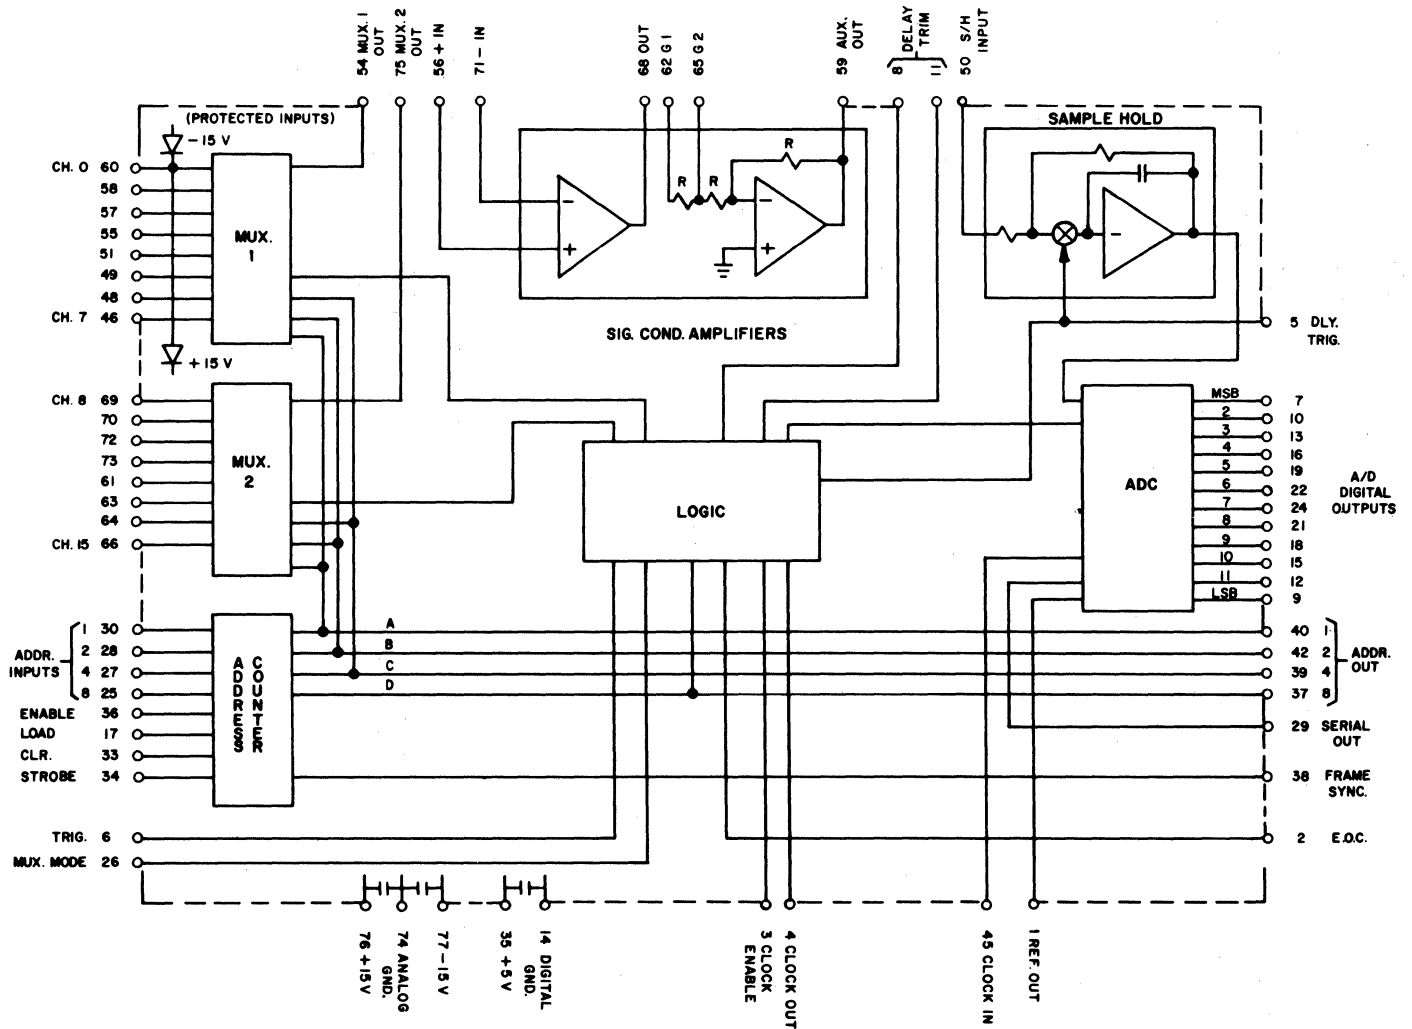 54 MUX. 1 OUT
75 MUX. 2 OUT
56 + IN
71 - IN
68 OUT
62 G 1
65 G 2
59 AUX. OUT
8 DELAY TRIM 11
50 S/H INPUT
(PROTECTED INPUTS)
-15 V
CH. 0 60
58
57
55
51
49
48
CH. 7 46
+15 V
MUX. 1
R
R
R
-
+
-
+
SIG. COND. AMPLIFIERS
SAMPLE HOLD
-
5 DLY. TRIG.
CH. 8 69
70
72
73
61
63
64
CH. 15 66
MUX. 2
LOGIC
ADC
MSB 7
2 10
3 13
4 16
5 19
6 22
7 24
8 21
9 18
10 15
11 12
LSB 9
A/D
DIGITAL
OUTPUTS
ADDR. INPUTS
1 30
2 28
4 27
8 25
ENABLE 36
LOAD 17
CLR. 33
STROBE 34
ADDRESS COUNTER
A
B
C
D
40 1
42 2
39 4
37 8
ADDR. OUT
29 SERIAL OUT
38 FRAME SYNC.
TRIG. 6
MUX. MODE 26
2 E.O.C.
76 +15 V
74 ANALOG GND.
77 -15 V
35 +5 V
14 DIGITAL GND.
3 CLOCK ENABLE
4 CLOCK OUT
45 CLOCK IN
1 REF. OUT